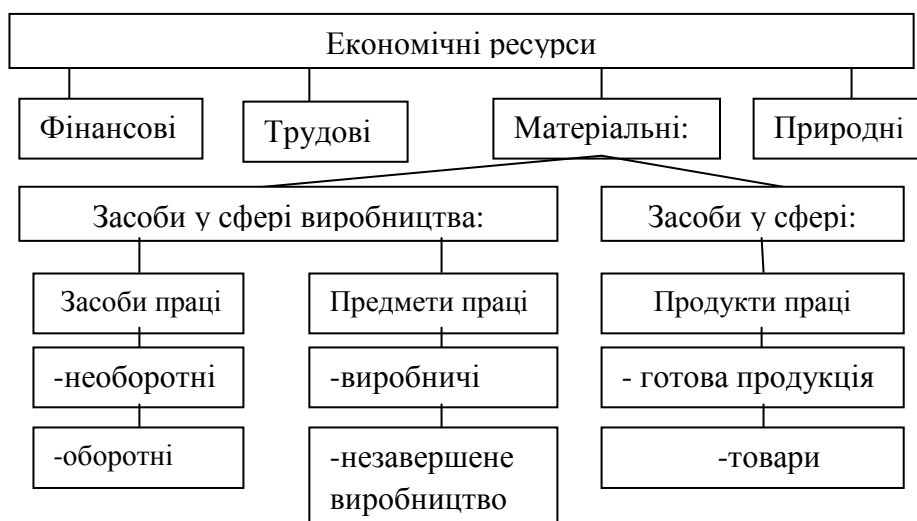 Економічні ресурси
Фінансові
Трудові
Матеріальні:
Природні
Засоби у сфері виробництва:
Засоби у сфері:
Засоби праці
Предмети праці
Продукти праці
-необоротні
-виробничі
- готова продукція
-оборотні
-незавершене
виробництво
-товари